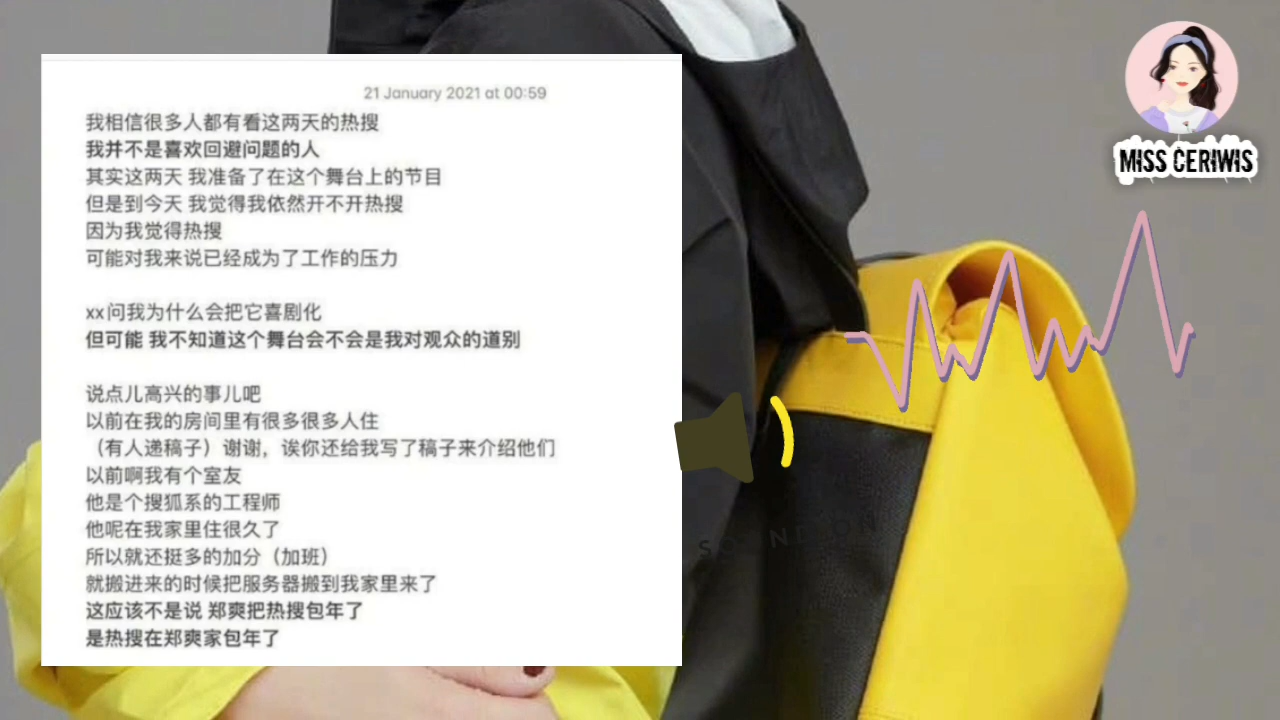 21 January 2021 at 00:59
我相信很多人都有看这两天的热搜
我并不是喜欢回避问题的人
其实这两天 我准备了在这个舞台上的节目
但是到今天 我觉得我依然开不开热搜
因为我觉得热搜
可能对我来说已经成为了工作的压力
xx问我为什么会把它喜剧化
但可能 我不知道这个舞台会不会是我对观众的道别
说点儿高兴的事儿吧
以前在我的房间里有很多很多人住
（有人递稿子）谢谢，诶你还给我写了稿子来介绍他们
以前啊我有个室友
他是个搜狐系的工程师
他呢在我家里住很久了
所以就还挺多的加分（加班）
就搬进来的时候把服务器搬到我家里来了
这应该不是说 郑爽把热搜包年了
是热搜在郑爽家包年了
MISS CERIWIS
SOUND ON